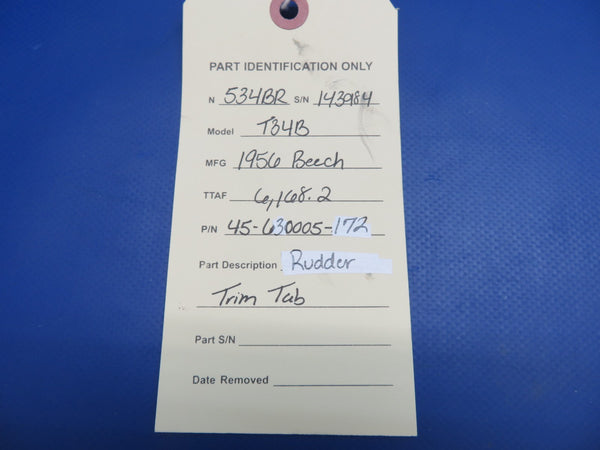 PART IDENTIFICATION ONLY
N 534BR S/N 143984
Model T34B
MFG 1956 Beech
TTAF 6,168.2
P/N 45-630005-172
Part Description Rudder
Trim Tab
Part S/N
Date Removed